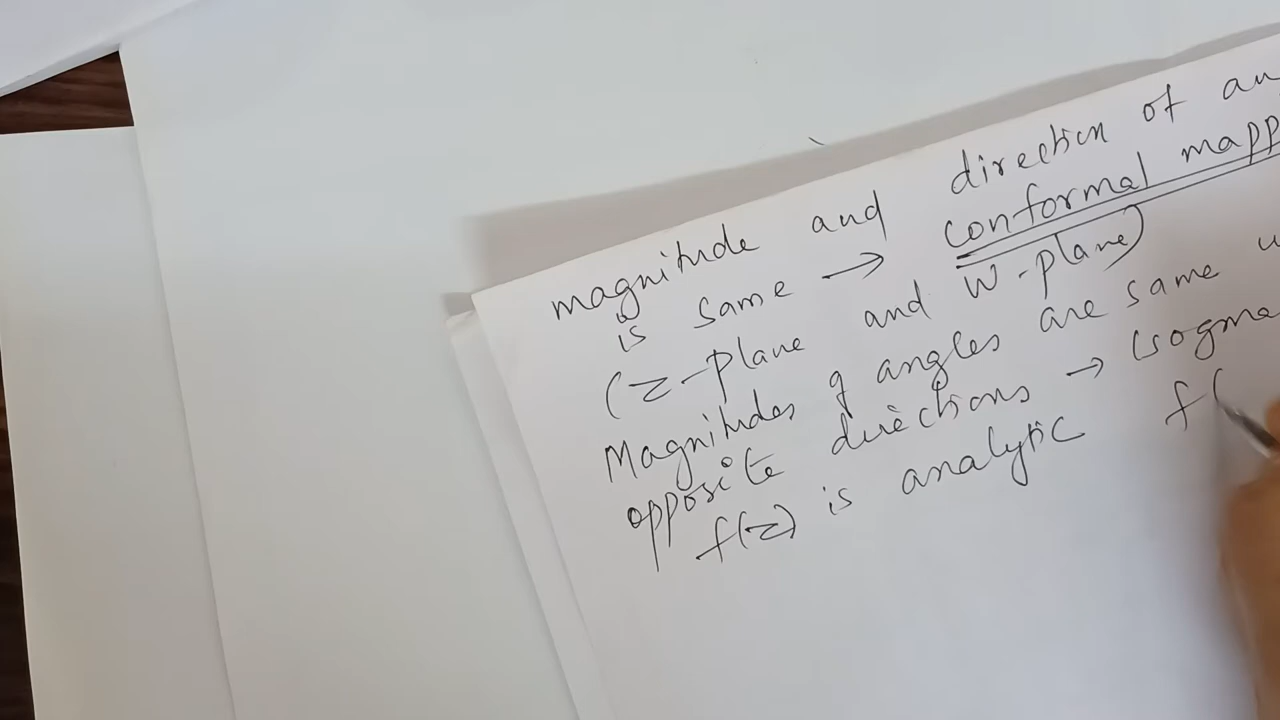 magnitude and direction of an
is same → conformal mapp
(z-plane and w-plane)
Magnitudes of angles are same
opposite directions → Isogona
f(z) is analytic f(